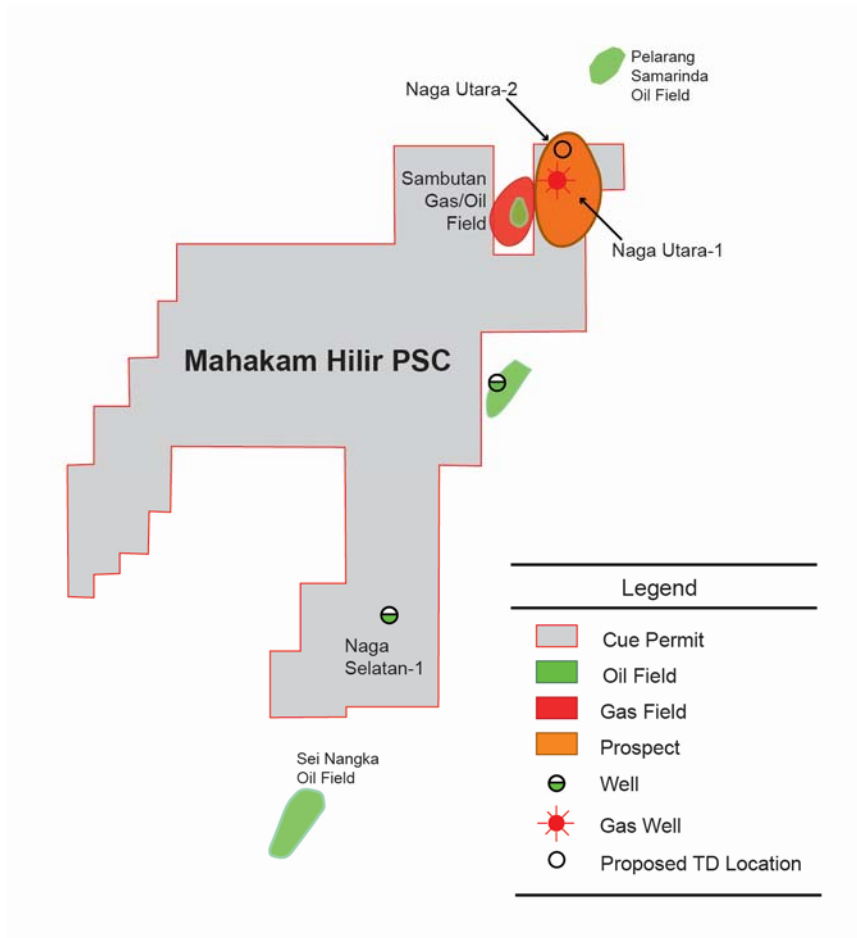 Pelarang
Samarinda
Oil Field
Naga Utara-2
Sambutan
Gas/Oil
Field
Naga Utara-1
Mahakam Hilir PSC
Naga
Selatan-1
Sei Nangka
Oil Field
Legend
Cue Permit
Oil Field
Gas Field
Prospect
Well
Gas Well
Proposed TD Location